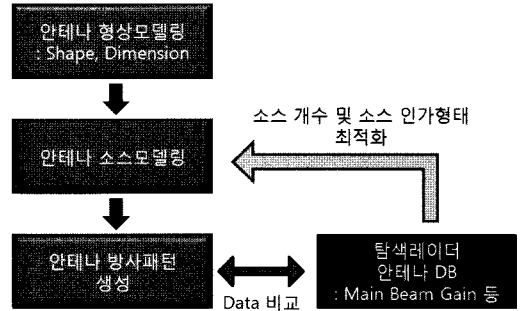 안테나 형상모델링
: Shape, Dimension
소스 개수 및 소스 인가형태
최적화
안테나 소스모델링
안테나 방사패턴
생성
Data 비교
탐색레이더
안테나 DB
: Main Beam Gain 등